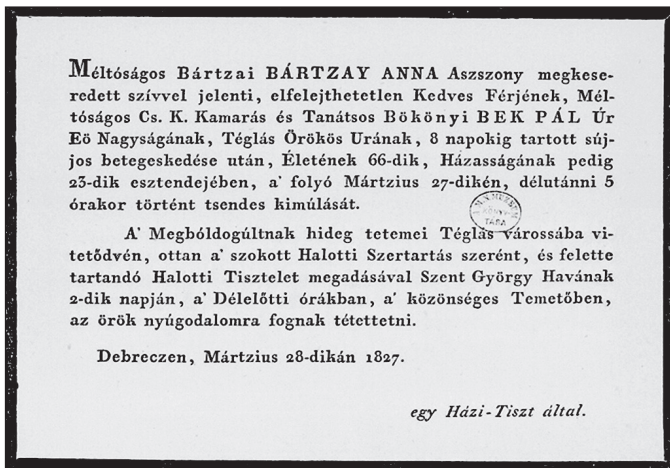 Méltóságos Bártzai BÁRTZAY ANNA Aszszony megkese-
redett szívvel jelenti, elfelejthetetlen Kedves Férjének, Mél-
tóságos Cs. K. Kamarás és Tanátsos Bökönyi BEK PÁL Úr
Eö Nagyságának, Téglás Örökös Urának, 8 napokig tartott súj-
jos betegeskedése után, Életének 66-dik, Házasságának pedig
23-dik esztendejében, a' folyó Mártzius 27-dikén, délutánni 5
órakor történt tsendes kimúlását.
A' Megbóldogúltnak hideg tetemei Téglás várossába vi-
tetődvén, ottan a' szokott Halotti Szertartás szerént, és felette
tartandó Halotti Tisztelet megadásával Szent György Havának
2-dik napján, a' Délelőtti órákban, a' közönséges Temetőben,
az örök nyúgodalomra fognak tétettetni.
Debreczen, Mártzius 28-dikán 1827.
egy Házi-Tiszt által.